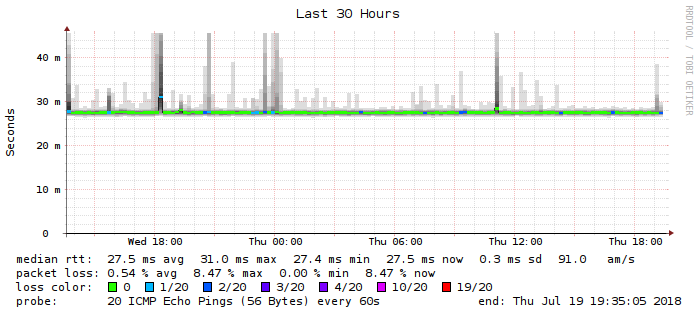 Last 30 Hours
RRDTOOL / TOBI OETIKER
Seconds
40 m
30 m
20 m
10 m
0
Wed 18:00 Thu 00:00 Thu 06:00 Thu 12:00 Thu 18:00
median rtt: 27.5 ms avg 31.0 ms max 27.4 ms min 27.5 ms now 0.3 ms sd 91.0 am/s
packet loss: 0.54 % avg 8.47 % max 0.00 % min 8.47 % now
loss color: 0 1/20 2/20 3/20 4/20 10/20 19/20
probe: 20 ICMP Echo Pings (56 Bytes) every 60s end: Thu Jul 19 19:35:05 2018